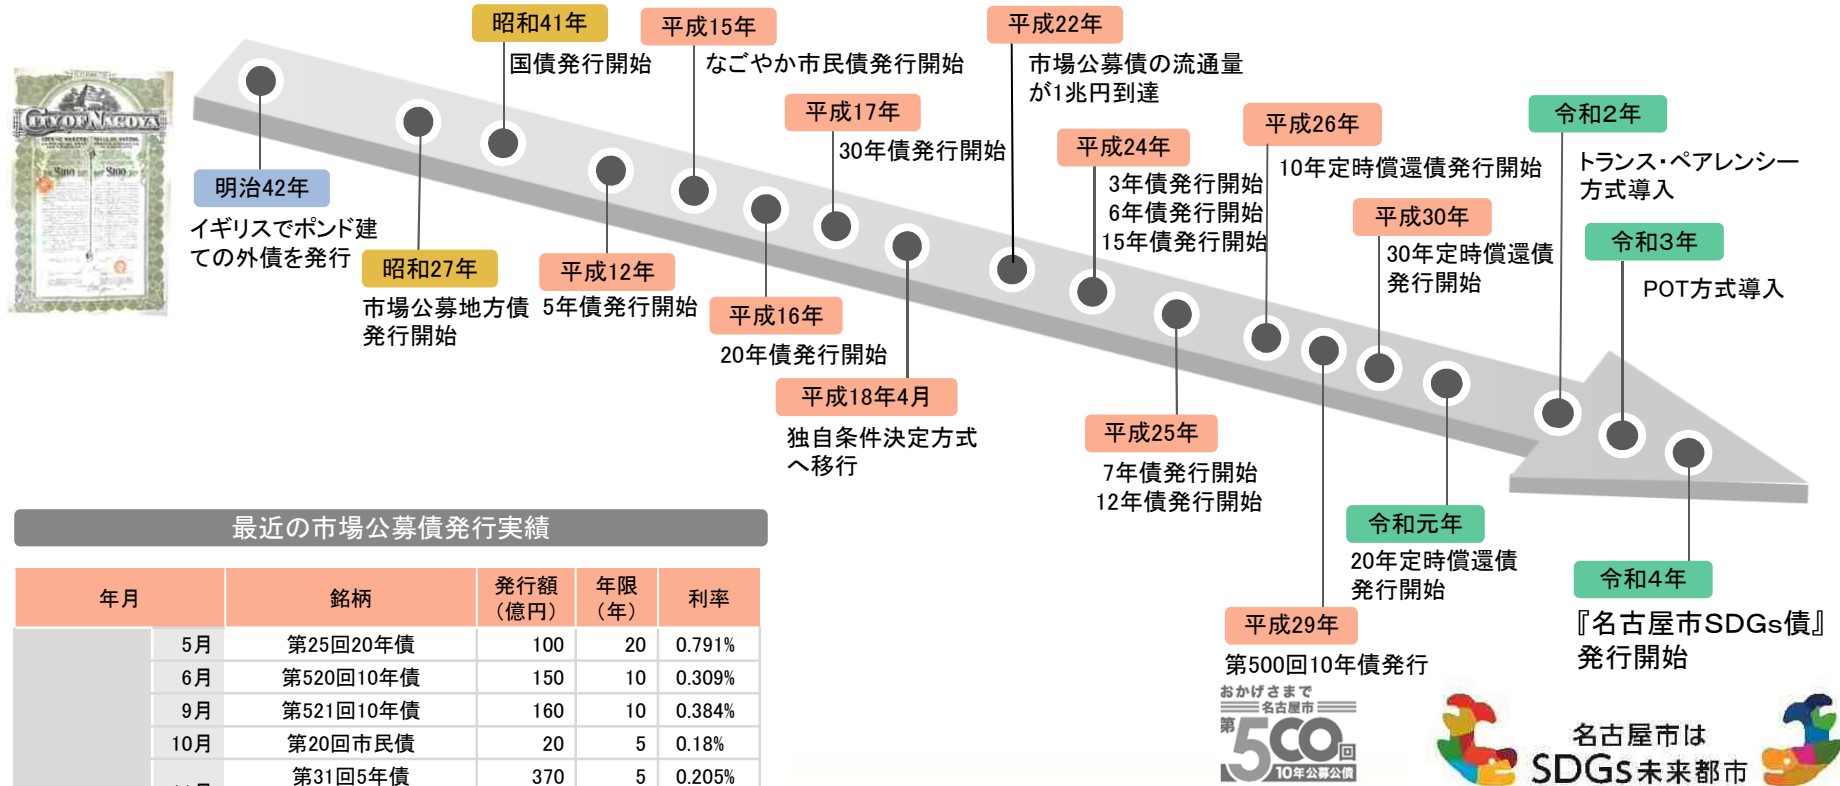 昭和41年
国債発行開始
平成15年
なごやか市民債発行開始
平成22年
市場公募債の流通量
が1兆円到達
平成17年
30年債発行開始
平成24年
3年債発行開始
6年債発行開始
15年債発行開始
平成26年
10年定時償還債発行開始
平成30年
30年定時償還債
発行開始
令和2年
トランス・ペアレンシー
方式導入
令和3年
POT方式導入
CITY OF NAGOYA
$100
$100
明治42年
イギリスでポンド建
ての外債を発行
昭和27年
市場公募地方債
発行開始
平成12年
5年債発行開始
平成16年
20年債発行開始
平成18年4月
独自条件決定方式
へ移行
平成25年
7年債発行開始
12年債発行開始
平成29年
第500回10年債発行
令和元年
20年定時償還債
発行開始
令和4年
『名古屋市SDGs債』
発行開始
おかげさまで
名古屋市
第500回
10年公募公債
名古屋市は
SDGs未来都市
最近の市場公募債発行実績
年月 銘柄 発行額(億円) 年限(年) 利率
5月 第25回20年債 100 20 0.791%
6月 第520回10年債 150 10 0.309%
9月 第521回10年債 160 10 0.384%
10月 第20回市民債 20 5 0.18%
第31回5年債 370 5 0.205%